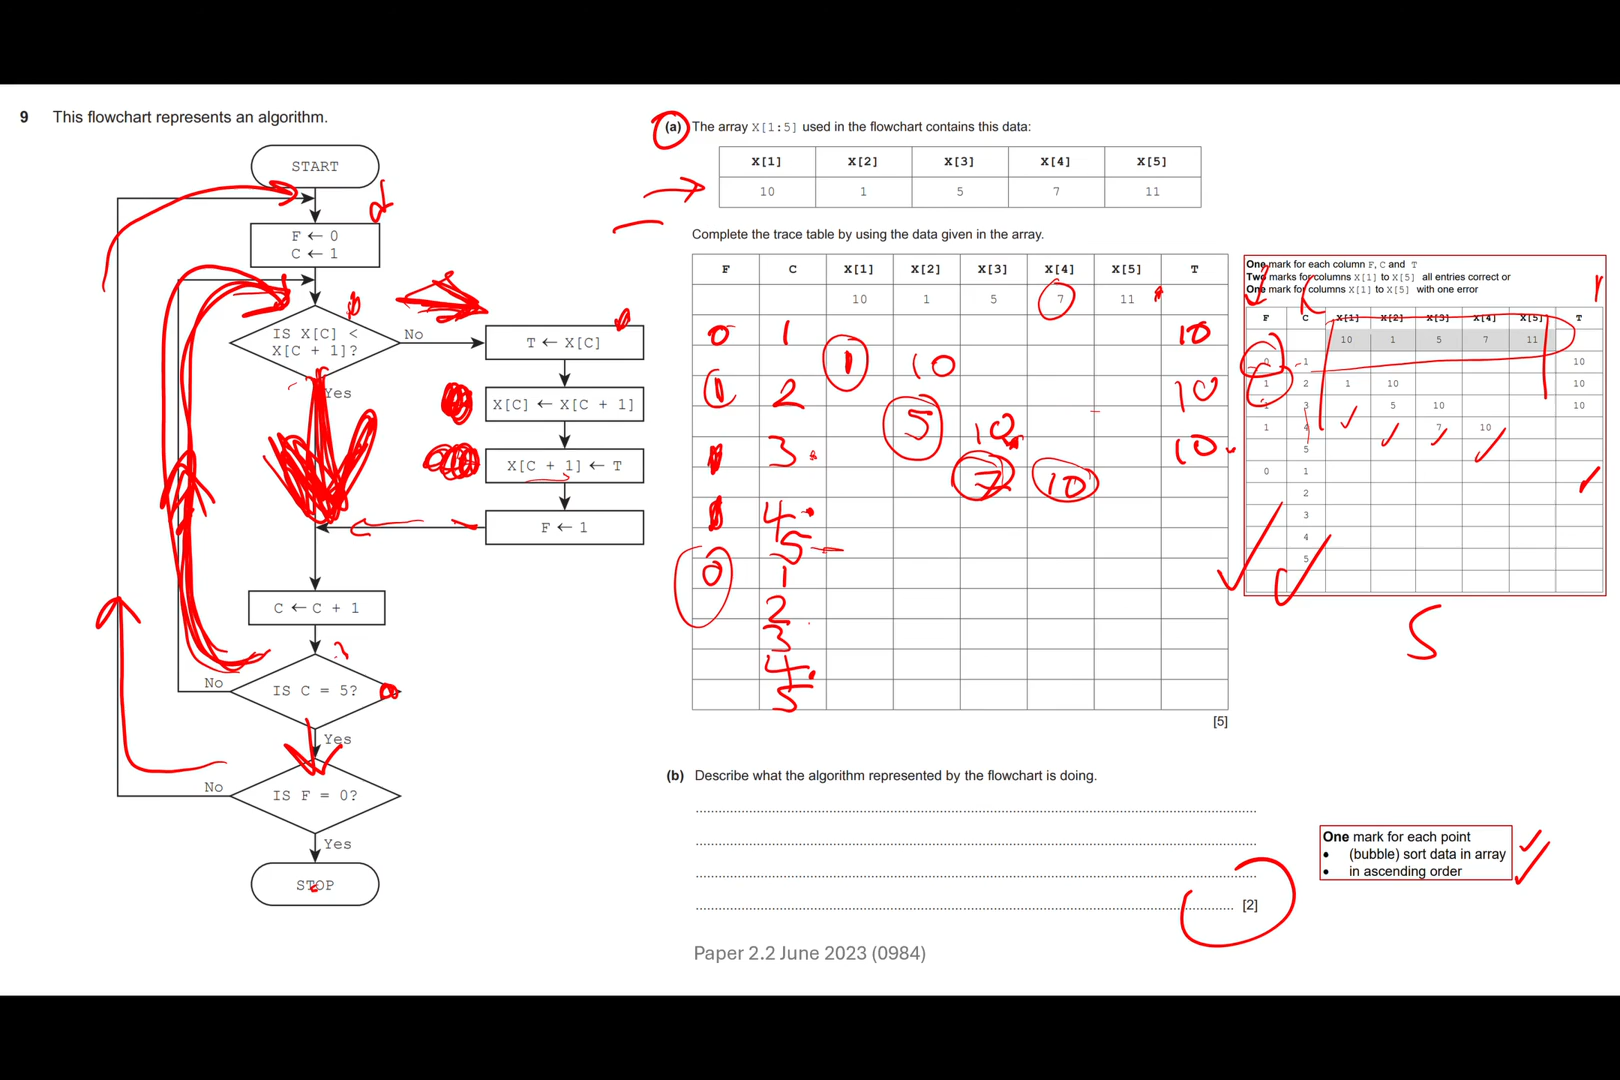 9 This flowchart represents an algorithm.
START
F ← 0
C ← 1
IS X[C] <
X[C + 1]?
No
Yes
T ← X[C]
X[C] ← X[C + 1]
X[C + 1] ← T
F ← 1
C ← C + 1
IS C = 5?
No
Yes
IS F = 0?
No
Yes
STOP
(a) The array X[1:5] used in the flowchart contains this data:
X[1] X[2] X[3] X[4] X[5]
10 1 5 7 11
Complete the trace table by using the data given in the array.
F C X[1] X[2] X[3] X[4] X[5] T
10 1 5 7 11
0 1 10
1 10
1 2 10
5 10
3 10
7 10
4
5
0 1
2
3
4
5
[5]
(b) Describe what the algorithm represented by the flowchart is doing.
[2]
Paper 2.2 June 2023 (0984)
One mark for each column F, C and T
Two marks for columns X[1] to X[5] all entries correct or
One mark for columns X[1] to X[5] with one error
F C X[1] X[2] X[3] X[4] X[5] T
10 1 5 7 11
0 1 10
1 2 1 10 10
1 3 5 10 10
1 4 7 10
5
0 1
2
3
4
5
5
One mark for each point
• (bubble) sort data in array
• in ascending order